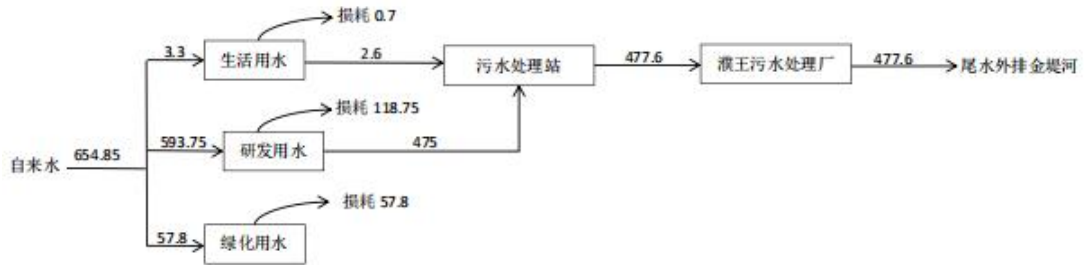 损耗 0.7
3.3
生活用水
2.6
污水处理站
477.6
濮王污水处理厂
477.6
尾水外排金堤河
损耗 118.75
593.75
研发用水
475
自来水
654.85
损耗 57.8
57.8
绿化用水